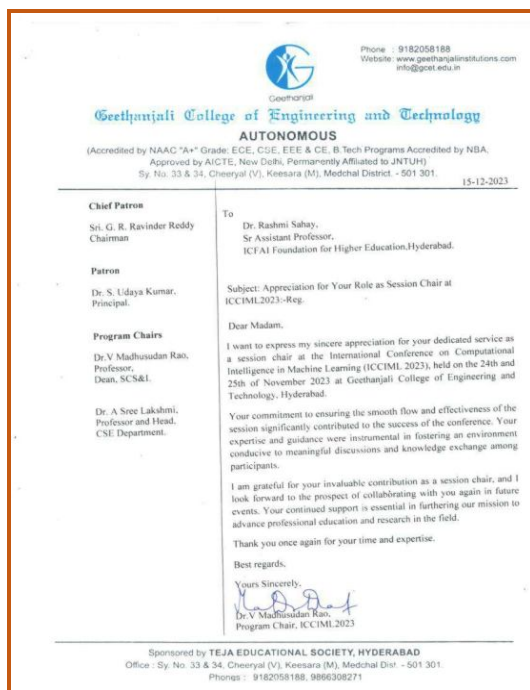 Phone : 9182058188
Website: www.geethanjaliinstitutions.com
info@gcet.edu.in
Geethanjali
Geethanjali College of Engineering and Technology
AUTONOMOUS
(Accredited by NAAC "A+" Grade: ECE, CSE, EEE & CE, B.Tech Programs Accredited by NBA,
Approved by AICTE, New Delhi, Permanently Affiliated to JNTUH)
Sy. No. 33 & 34, Cheeryal (V), Keesara (M), Medchal District. - 501 301.
15-12-2023
Chief Patron
Sri. G. R. Ravinder Reddy
Chairman
Patron
Dr. S. Udaya Kumar,
Principal.
Program Chairs
Dr.V Madhusudan Rao,
Professor,
Dean, SCS&I.
Dr. A Sree Lakshmi,
Professor and Head,
CSE Department.
To
Dr. Rashmi Sahay,
Sr Assistant Professor,
ICFAI Foundation for Higher Education,Hyderabad.
Subject: Appreciation for Your Role as Session Chair at
ICCIML2023:-Reg.
Dear Madam,
I want to express my sincere appreciation for your dedicated service as
a session chair at the International Conference on Computational
Intelligence in Machine Learning (ICCIML 2023), held on the 24th and
25th of November 2023 at Geethanjali College of Engineering and
Technology, Hyderabad.
Your commitment to ensuring the smooth flow and effectiveness of the
session significantly contributed to the success of the conference. Your
expertise and guidance were instrumental in fostering an environment
conducive to meaningful discussions and knowledge exchange among
participants.
I am grateful for your invaluable contribution as a session chair, and I
look forward to the prospect of collaborating with you again in future
events. Your continued support is essential in furthering our mission to
advance professional education and research in the field.
Thank you once again for your time and expertise.
Best regards,
Yours Sincerely,
Dr.V Madhusudan Rao,
Program Chair, ICCIML2023
Sponsored by TEJA EDUCATIONAL SOCIETY, HYDERABAD
Office : Sy. No. 33 & 34, Cheeryal (V), Keesara (M), Medchal Dist. - 501 301.
Phones : 9182058188, 9866308271